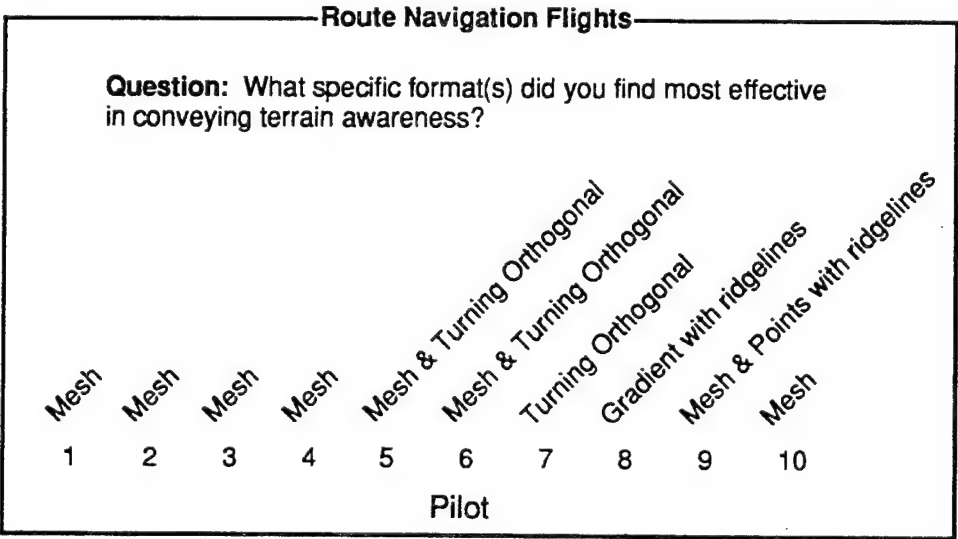 Route Navigation Flights
Question: What specific format(s) did you find most effective
in conveying terrain awareness?
Mesh
Mesh
Mesh
Mesh
Mesh & Turning Orthogonal
Mesh & Turning Orthogonal
Turning Orthogonal
Gradient with ridgelines
Mesh & Points with ridgelines
Mesh
1 2 3 4 5 6 7 8 9 10
Pilot